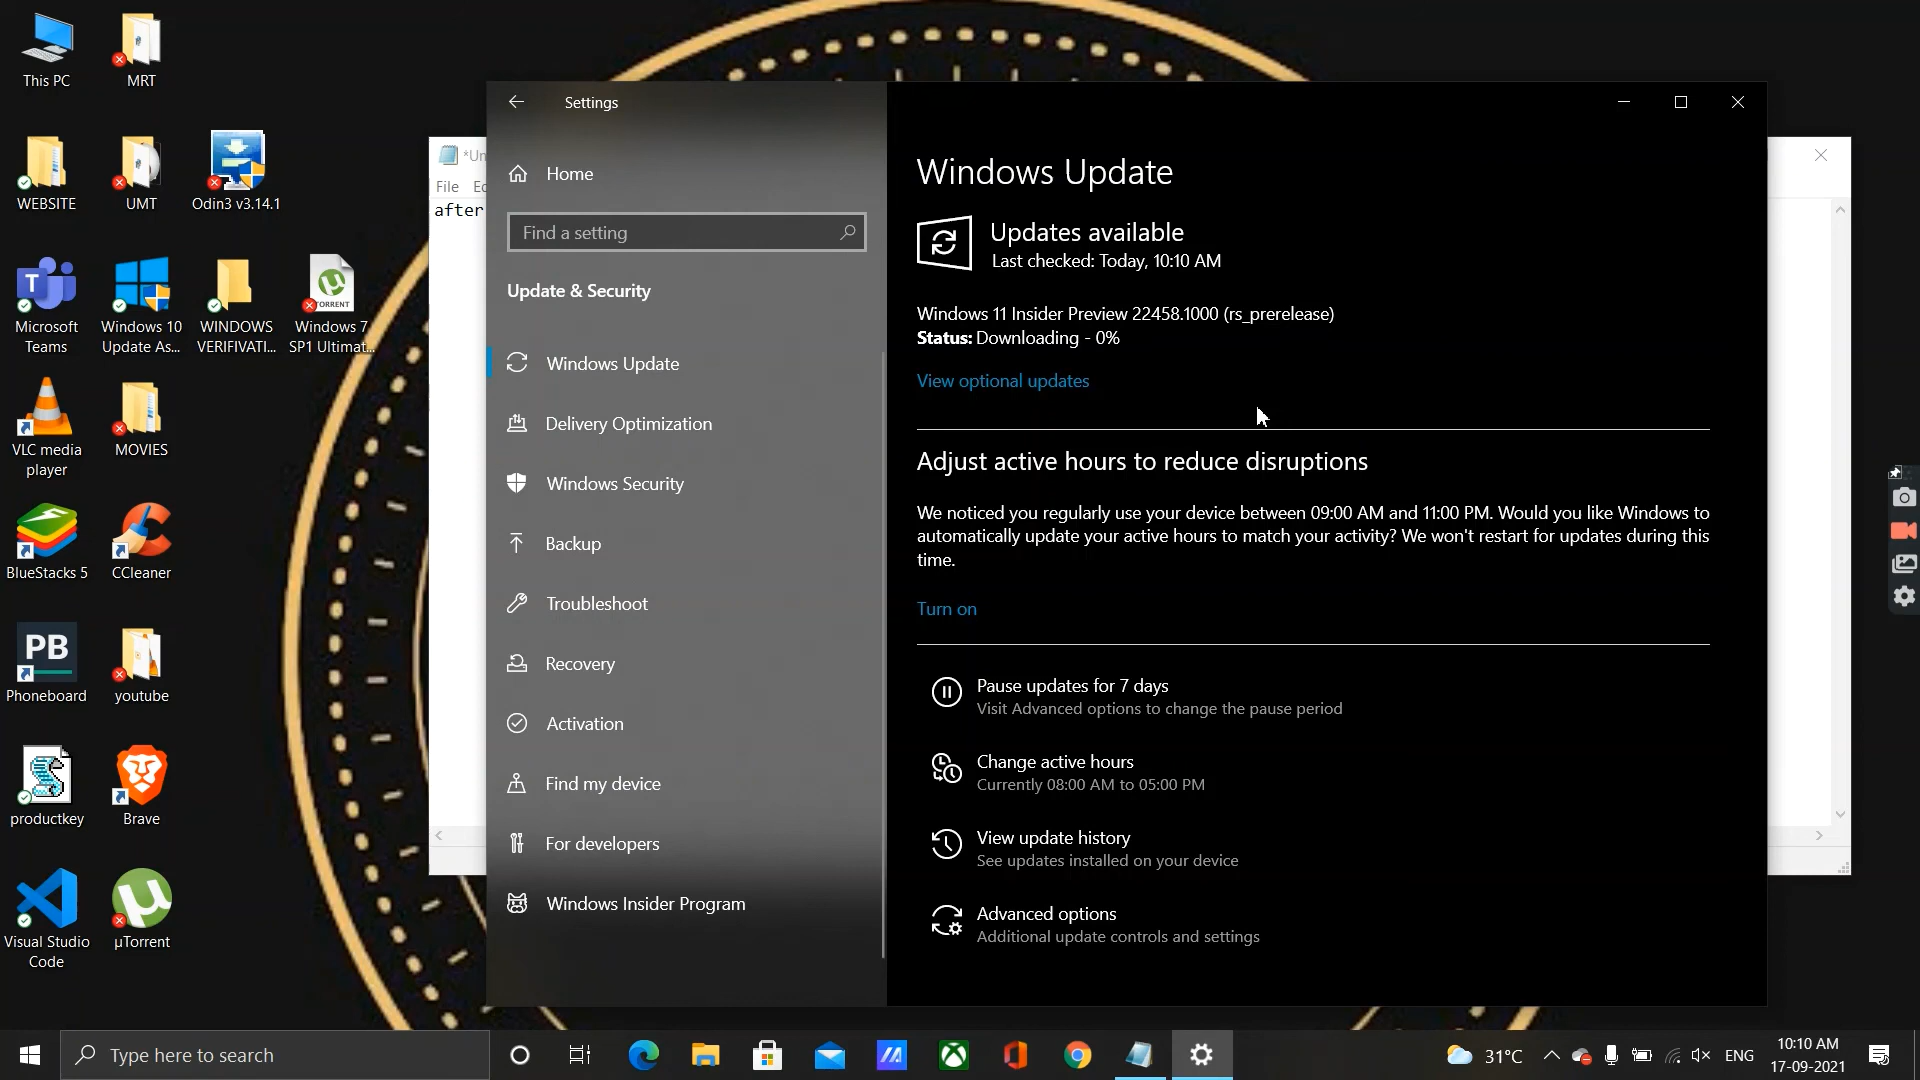 This PC
MRT
WEBSITE
UMT
Odin3 v3.14.1
Microsoft
Teams
Windows 10
Update As...
WINDOWS
VERIFIVATI...
TORRENT
Windows 7
SP1 Ultimat...
VLC media
player
MOVIES
BlueStacks 5
CCleaner
PB
Phoneboard
youtube
productkey
Brave
Visual Studio
Code
µTorrent
File
after
Settings
Home
Find a setting
Update & Security
Windows Update
Delivery Optimization
Windows Security
Backup
Troubleshoot
Recovery
Activation
Find my device
For developers
Windows Insider Program
Windows Update
Updates available
Last checked: Today, 10:10 AM
Windows 11 Insider Preview 22458.1000 (rs_prerelease)
Status: Downloading - 0%
View optional updates
Adjust active hours to reduce disruptions
We noticed you regularly use your device between 09:00 AM and 11:00 PM. Would you like Windows to
automatically update your active hours to match your activity? We won't restart for updates during this
time.
Turn on
Pause updates for 7 days
Visit Advanced options to change the pause period
Change active hours
Currently 08:00 AM to 05:00 PM
View update history
See updates installed on your device
Advanced options
Additional update controls and settings
Type here to search
31°C
ENG
10:10 AM
17-09-2021